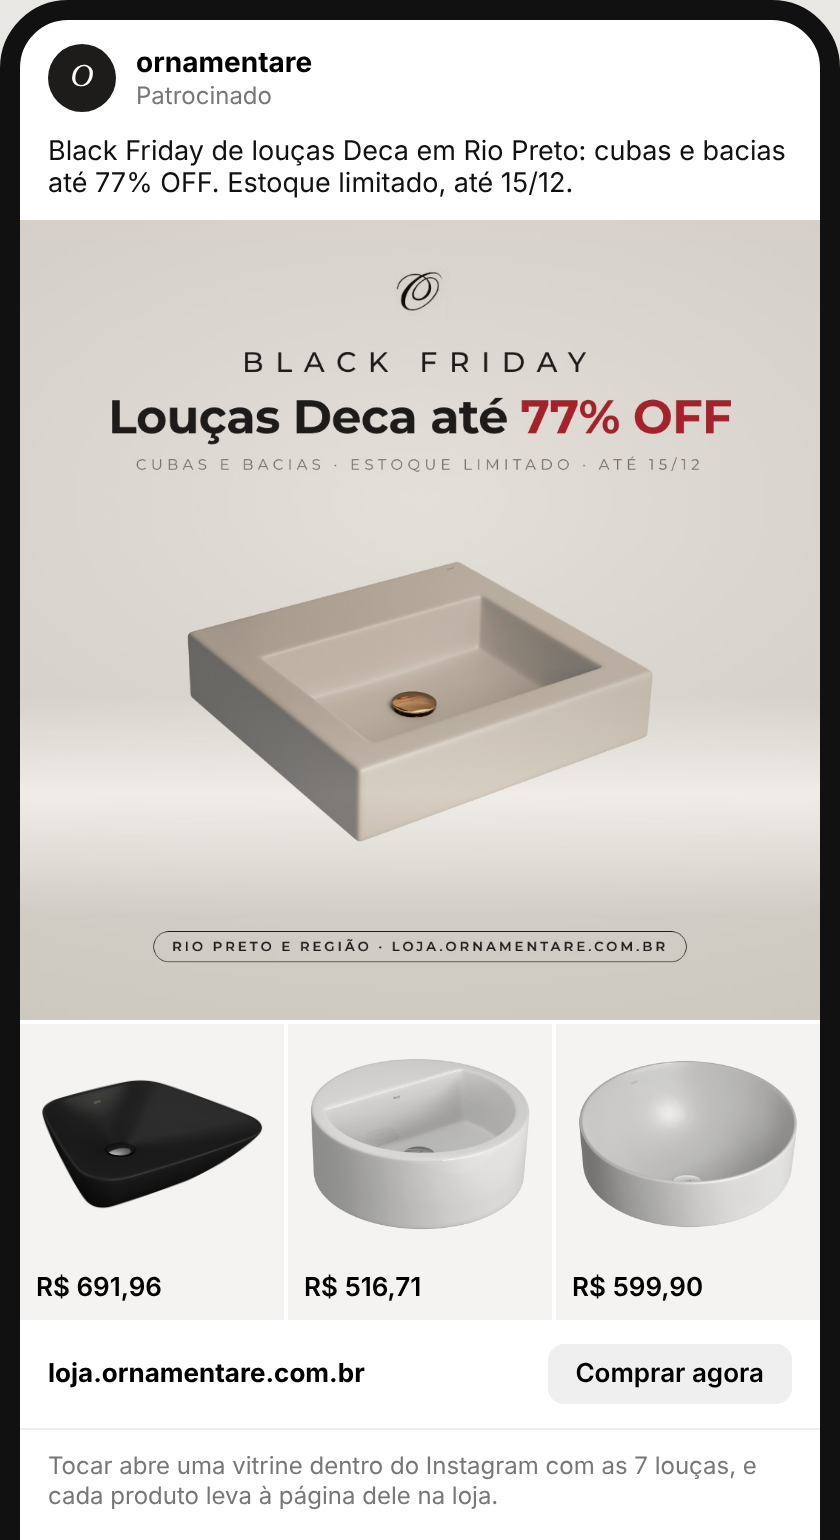 O
ornamentare
Patrocinado
Black Friday de louças Deca em Rio Preto: cubas e bacias
até 77% OFF. Estoque limitado, até 15/12.
O
BLACK FRIDAY
Louças Deca até 77% OFF
CUBAS E BACIAS · ESTOQUE LIMITADO · ATÉ 15/12
RIO PRETO E REGIÃO · LOJA.ORNAMENTARE.COM.BR
R$ 691,96
R$ 516,71
R$ 599,90
loja.ornamentare.com.br
Comprar agora
Tocar abre uma vitrine dentro do Instagram com as 7 louças, e
cada produto leva à página dele na loja.